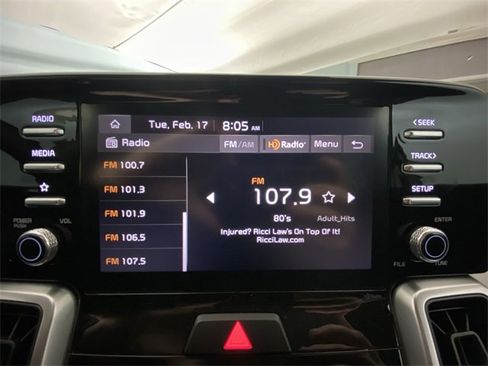 Tue, Feb, 17 8:05 AM
RADIO
MEDIA
POWER PUSH VOL
Radio FM/AM HD Radio Menu
FM 100.7
FM 101.3
FM 101.9
FM 106.5
FM 107.5
FM
107.9
80's Adult_Hits
Injured? Ricci Law's On Top Of It!
RicciLaw.com
<SEEK
TRACK>
SETUP
ENTER
FILE TUNE